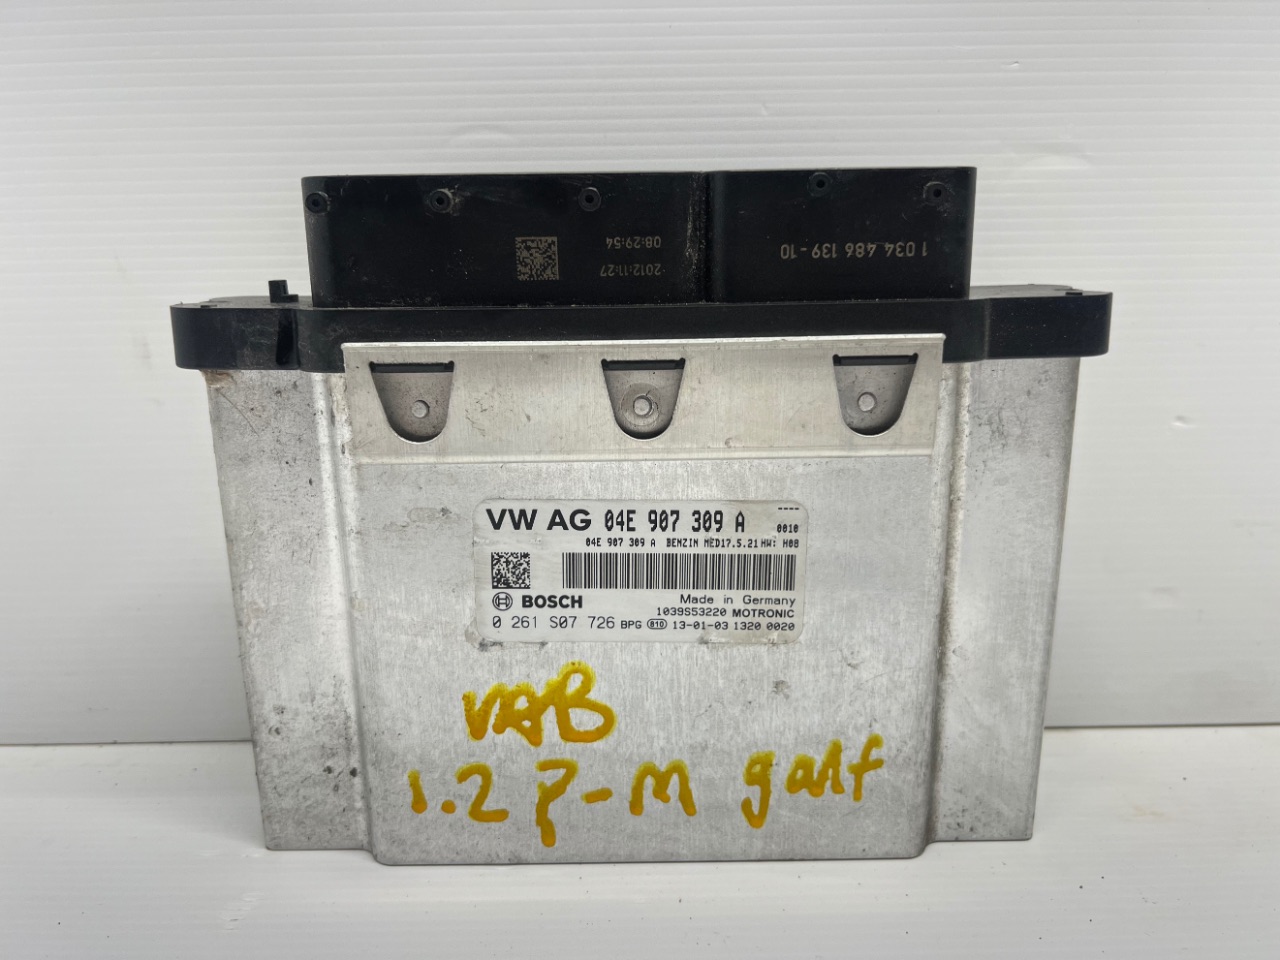 08:29:54
2012:11:27
1 034 486 139-10
VW AG 04E 907 309 A ----
0010
04E 907 309 A BENZIN MED17.5.21 HW: H08
BOSCH Made in Germany
1039S53220 MOTRONIC
0 261 S07 726 BPG 810 13-01-03 1320 0020
VAB
1.2 P-M galf